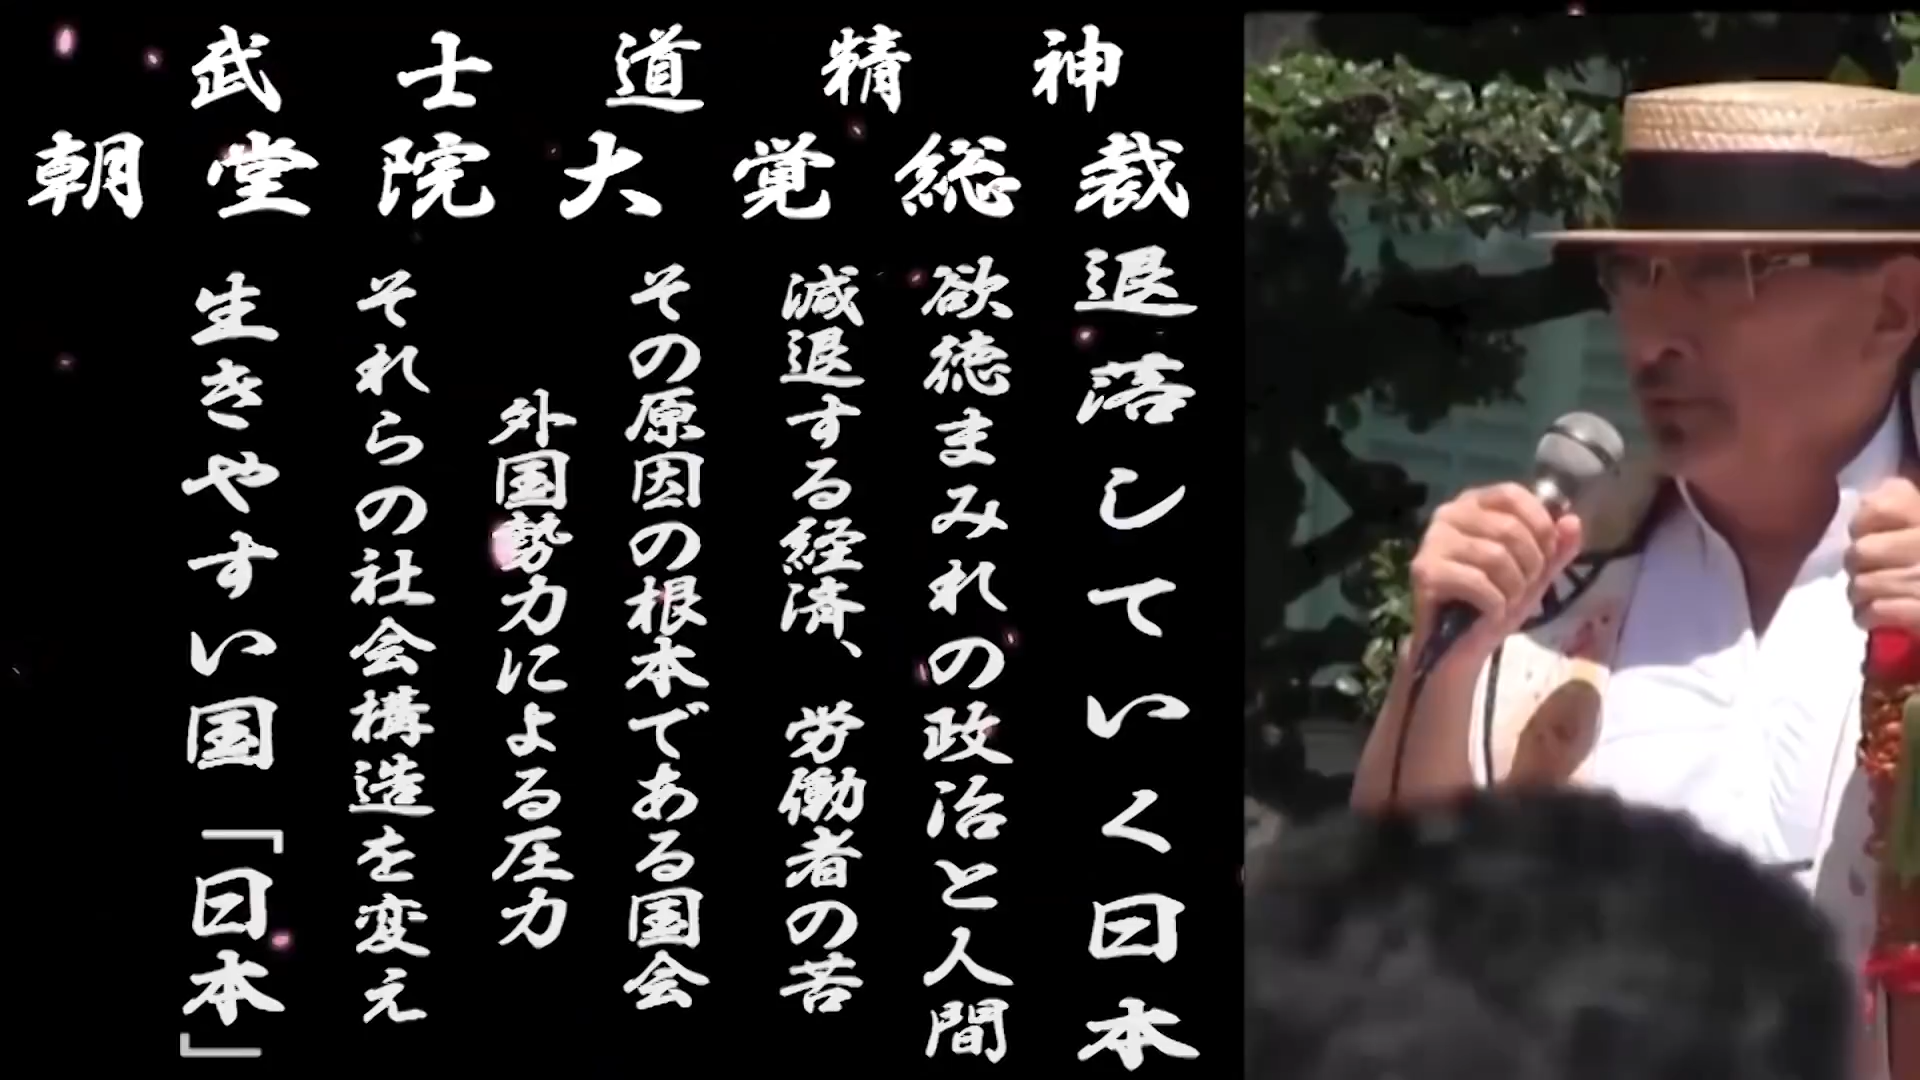 武士道精神
朝堂院大覚総裁
退落していく日本
欲徳まみれの政治と人間
減退する経済、労働者の苦
その原因の根本である国会
外国勢力による圧力
それらの社会構造を変え
生きやすい国「日本」